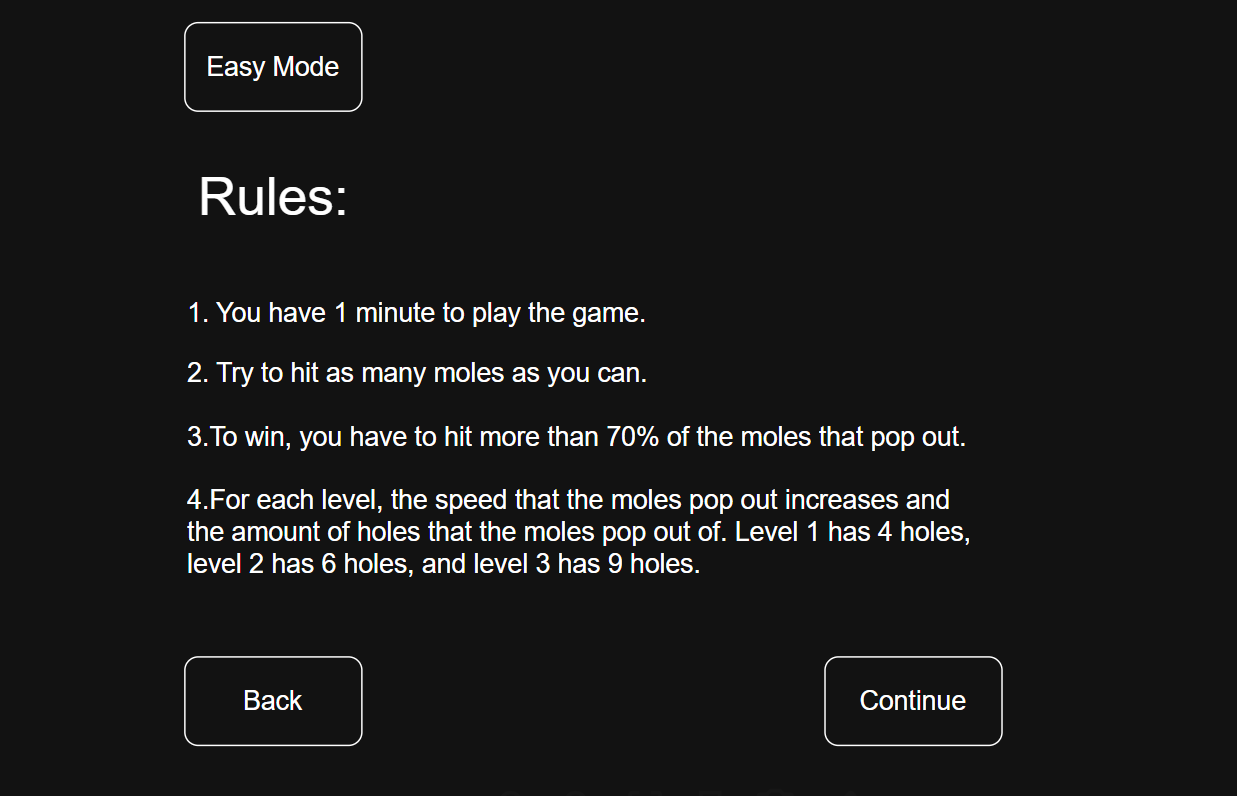 Easy Mode
Rules:
1. You have 1 minute to play the game.
2. Try to hit as many moles as you can.
3.To win, you have to hit more than 70% of the moles that pop out.
4.For each level, the speed that the moles pop out increases and
the amount of holes that the moles pop out of. Level 1 has 4 holes,
level 2 has 6 holes, and level 3 has 9 holes.
Back
Continue